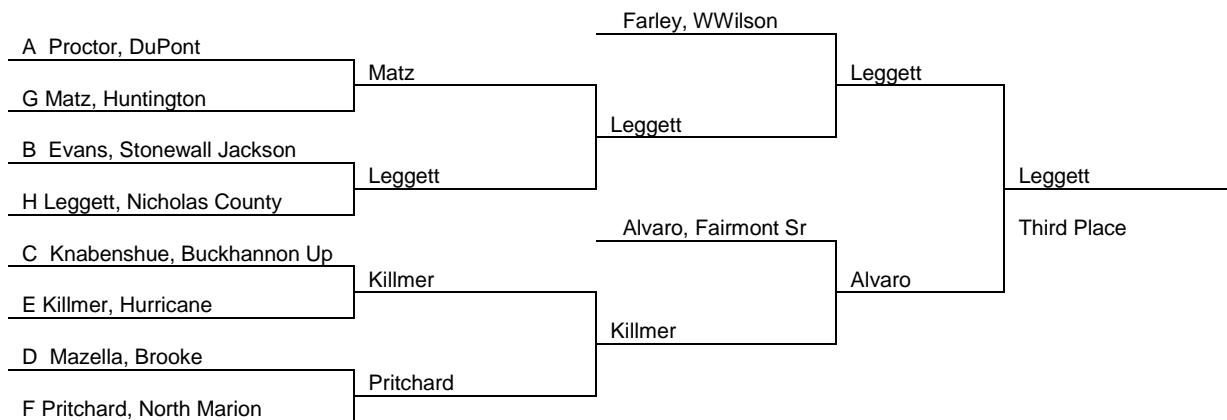 Farley, WWilson
A Proctor, DuPont
Matz
Leggett
G Matz, Huntington
Leggett
B Evans, Stonewall Jackson
Leggett
Leggett
H Leggett, Nicholas County
Alvaro, Fairmont Sr
Third Place
C Knabenshue, Buckhannon Up
Killmer
Alvaro
E Killmer, Hurricane
Killmer
D Mazella, Brooke
Pritchard
F Pritchard, North Marion